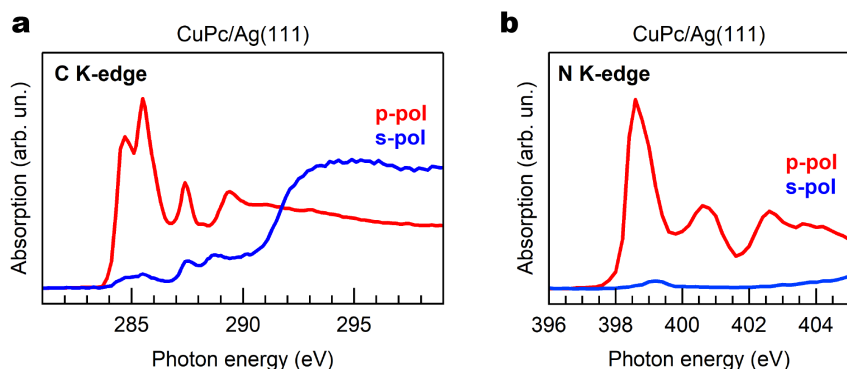 a
CuPc/Ag(111)
C K-edge
p-pol
s-pol
Absorption (arb. un.)
285 290 295
Photon energy (eV)
b
CuPc/Ag(111)
N K-edge
p-pol
s-pol
Absorption (arb. un.)
396 398 400 402 404
Photon energy (eV)